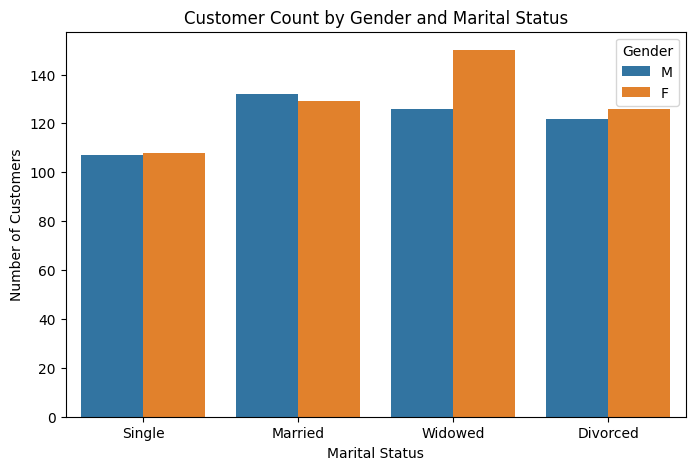 Customer Count by Gender and Marital Status
Number of Customers
140
120
100
80
60
40
20
0
Gender
M
F
Single Married Widowed Divorced
Marital Status